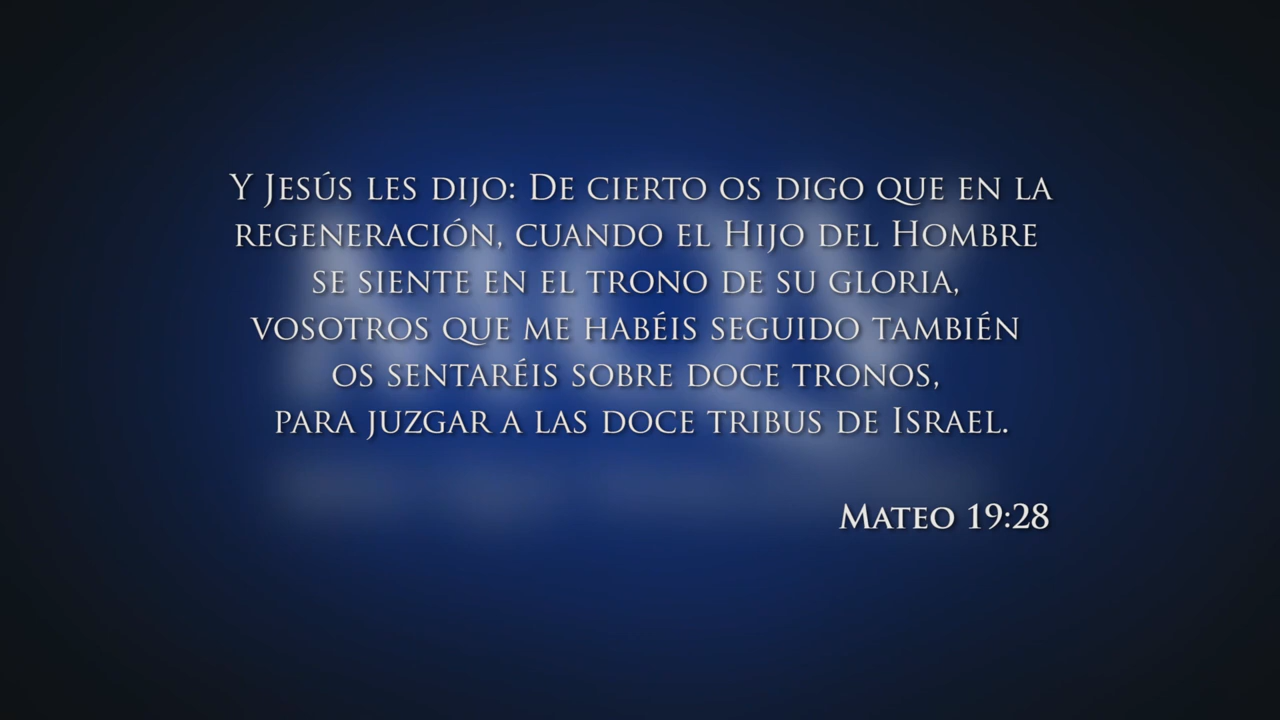 Y Jesús les dijo: De cierto os digo que en la
regeneración, cuando el Hijo del Hombre
se siente en el trono de su gloria,
vosotros que me habéis seguido también
os sentaréis sobre doce tronos,
para juzgar a las doce tribus de Israel.
Mateo 19:28